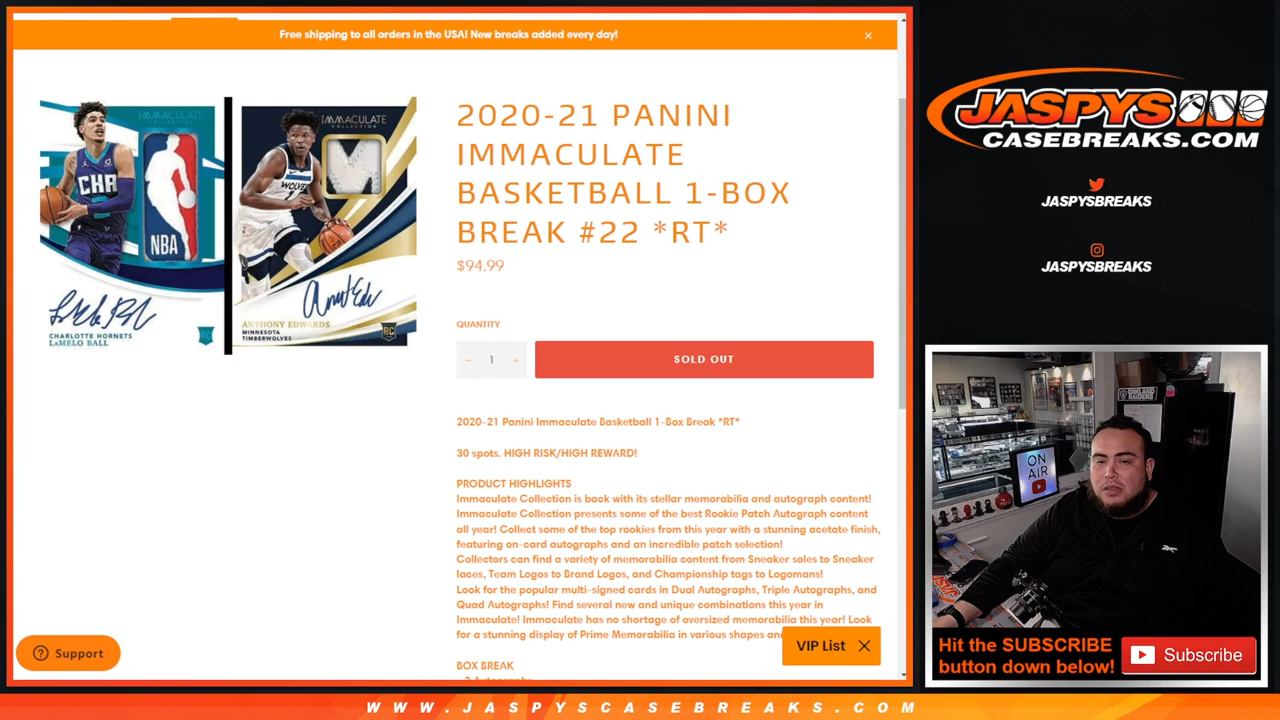 Free shipping to all orders in the USA! New breaks added every day!
2020-21 PANINI
IMMACULATE
BASKETBALL 1-BOX
BREAK #22 *RT*
$94.99
QUANTITY
1
SOLD OUT
2020-21 Panini Immaculate Basketball 1-Box Break *RT*
30 spots. HIGH RISK/HIGH REWARD!
PRODUCT HIGHLIGHTS
Immaculate Collection is back with its stellar memorabilia and autograph content!
Immaculate Collection presents some of the best Rookie Patch Autograph content
all year! Collect some of the top rookies from this year with a stunning acetate finish,
featuring on-card autographs and an incredible patch selection!
Collectors can find a variety of memorabilia content from Sneaker soles to Sneaker
laces, Team Logos to Brand Logos, and Championship tags to Logomans!
Look for the popular multi-signed cards in Dual Autographs, Triple Autographs, and
Quad Autographs! Find several new and unique combinations this year in
Immaculate! Immaculate has no shortage of oversized memorabilia this year! Look
for a stunning display of Prime Memorabilia in various shapes
BOX BREAK
IMMACULATE
COLLECTION
CHA
NBA
CHARLOTTE HORNETS
LAMELO BALL
RC
IMMACULATE
COLLECTION
WOLVES
ANTHONY EDWARDS
MINNESOTA
TIMBERWOLVES
RC
Support
VIP List
JASPYS
CASEBREAKS.COM
JASPYSBREAKS
JASPYSBREAKS
OAKLAND
RAIDERS
ON
AIR
Hit the SUBSCRIBE
button down below!
Subscribe
WWW.JASPYSCASEBREAKS.COM